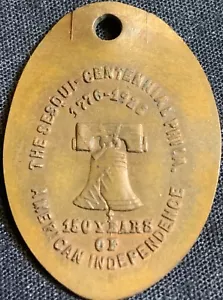 THE SESQUI-CENTENNIAL PHILA.
1776-1926
150 YEARS
OF
AMERICAN INDEPENDENCE